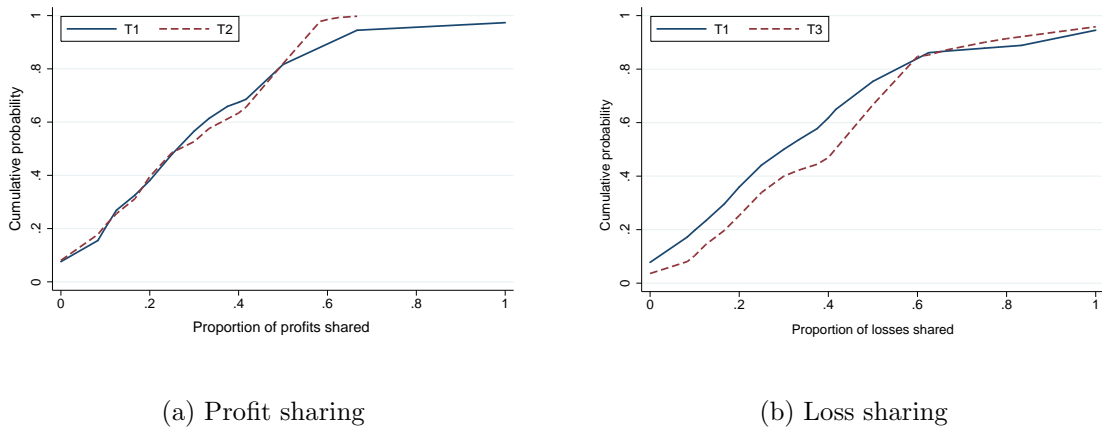 T1 T2
Cumulative probability
0 .2 .4 .6 .8 1
0 .2 .4 .6 .8 1
Proportion of profits shared
(a) Profit sharing
T1 T3
Cumulative probability
0 .2 .4 .6 .8 1
0 .2 .4 .6 .8 1
Proportion of losses shared
(b) Loss sharing